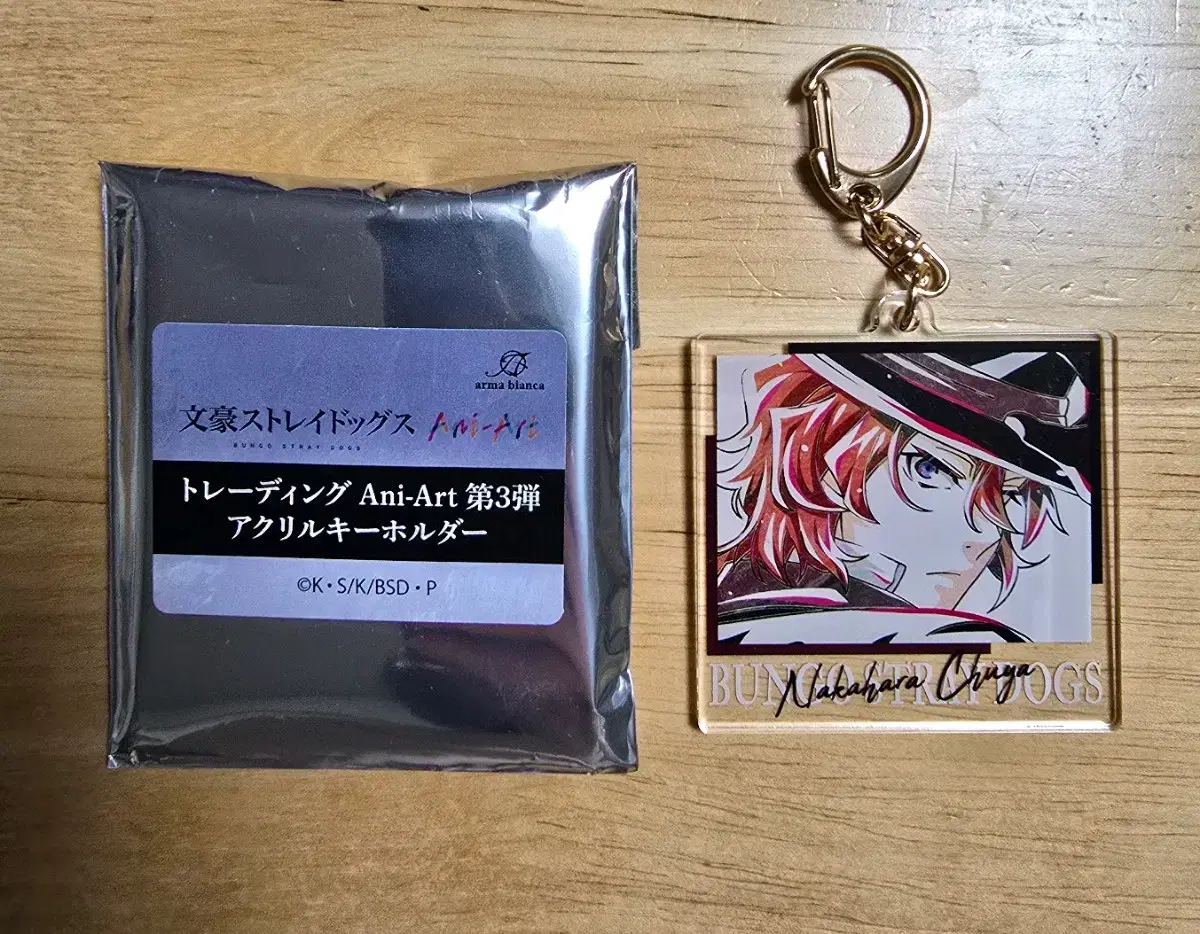 arma bianca
文豪ストレイドッグス Ani-Art
BUNGO STRAY DOGS
トレーディング Ani-Art 第3弾
アクリルキーホルダー
©K・S/K/BSD・P
BUNGO STRAY DOGS
Nakahara Chuya